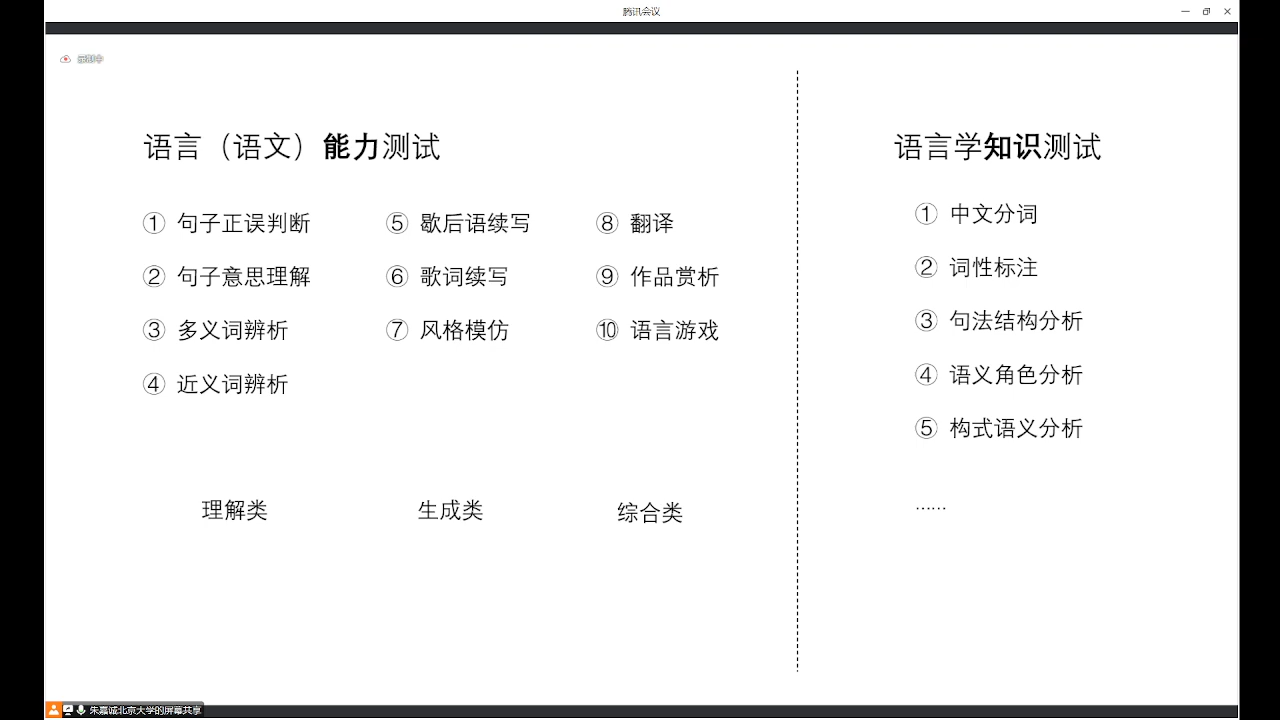 腾讯会议
录制中
语言（语文）能力测试
① 句子正误判断
② 句子意思理解
③ 多义词辨析
④ 近义词辨析
⑤ 歇后语续写
⑥ 歌词续写
⑦ 风格模仿
⑧ 翻译
⑨ 作品赏析
⑩ 语言游戏
理解类
生成类
综合类
语言学知识测试
① 中文分词
② 词性标注
③ 句法结构分析
④ 语义角色分析
⑤ 构式语义分析
……
朱嘉诚北京大学的屏幕共享